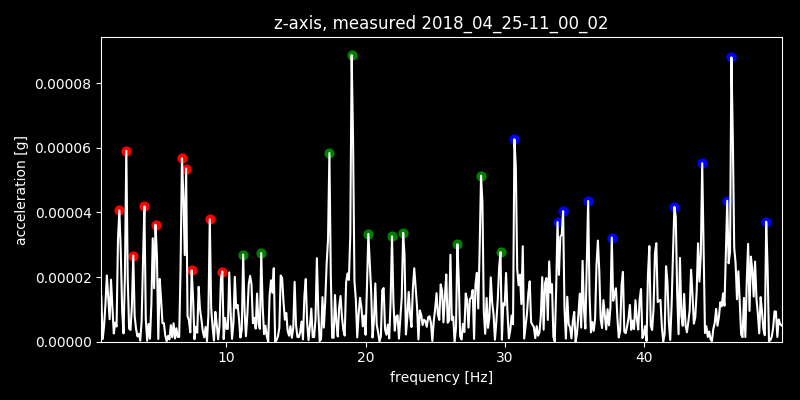 z-axis, measured 2018_04_25-11_00_02
acceleration [g]
0.00008
0.00006
0.00004
0.00002
0.00000
10 20 30 40
frequency [Hz]